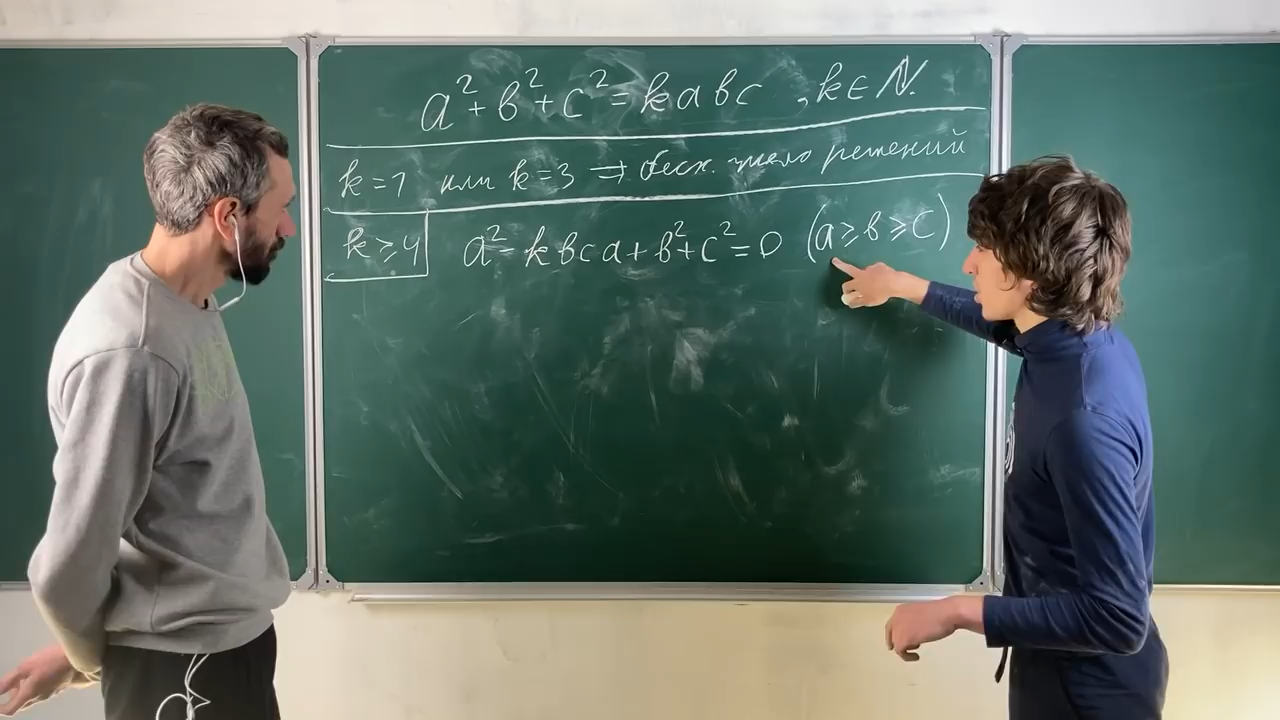 a² + b² + c² = kabc , k ∈ ℕ.
k = 1 или k = 3 ⇒ беск. число решений
k ≥ 4
a² - kbca + b² + c² = 0 (a ≥ b ≥ c)